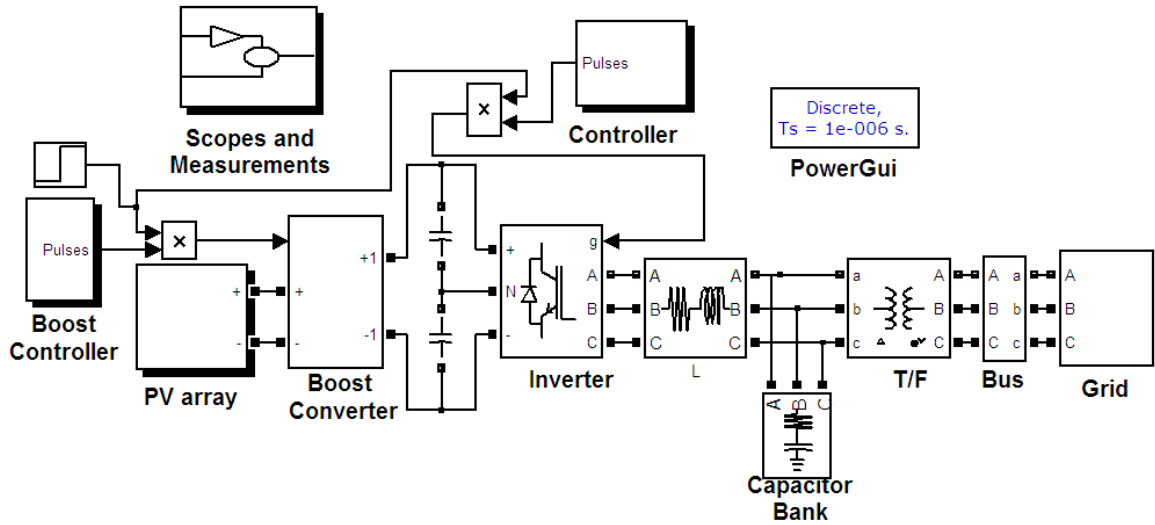 Scopes and
Measurements
Pulses
Controller
Discrete,
Ts = 1e-006 s.
PowerGui
Pulses
Boost
Controller
+
-
PV array
+
-
+1
-1
Boost
Converter
+
N
-
g
A
B
C
Inverter
A
B
C
A
B
C
L
A
B
C
Capacitor
Bank
a
b
c
A
B
C
T/F
A
B
C
a
b
c
Bus
A
B
C
Grid